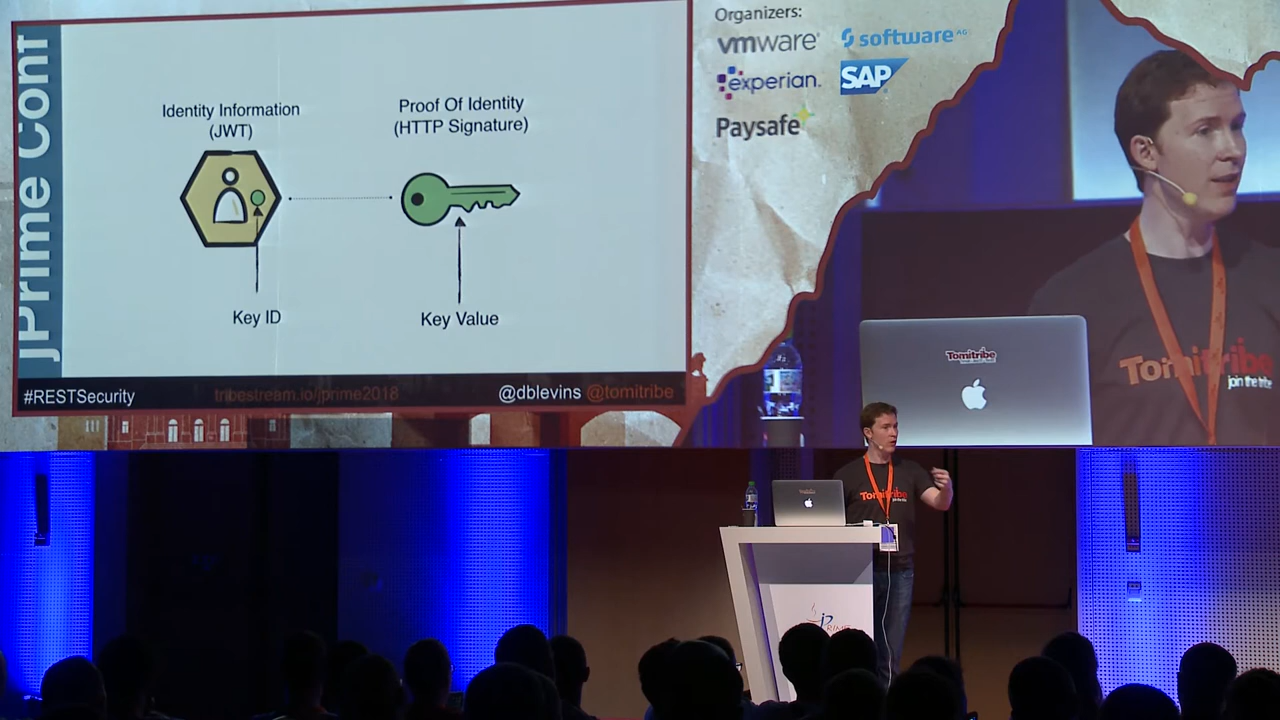 jPrime Conf
Identity Information
(JWT)
Proof Of Identity
(HTTP Signature)
Key ID
Key Value
#RESTSecurity
tribestream.io/jprime2018
@dblevins @tomitribe
Organizers:
vmware
software AG
experian.
SAP
Paysafe
Tomitribe
Tomitribe
join the tribe
Tomitribe